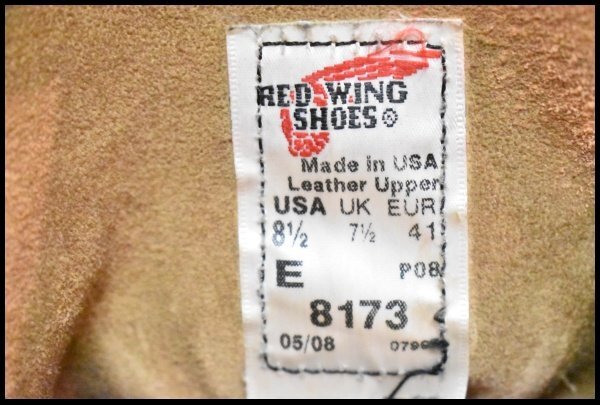 RED WING
SHOES®
Made in USA
Leather Upper
USA UK EUR
8½ 7½ 41
E P08
8173
05/08